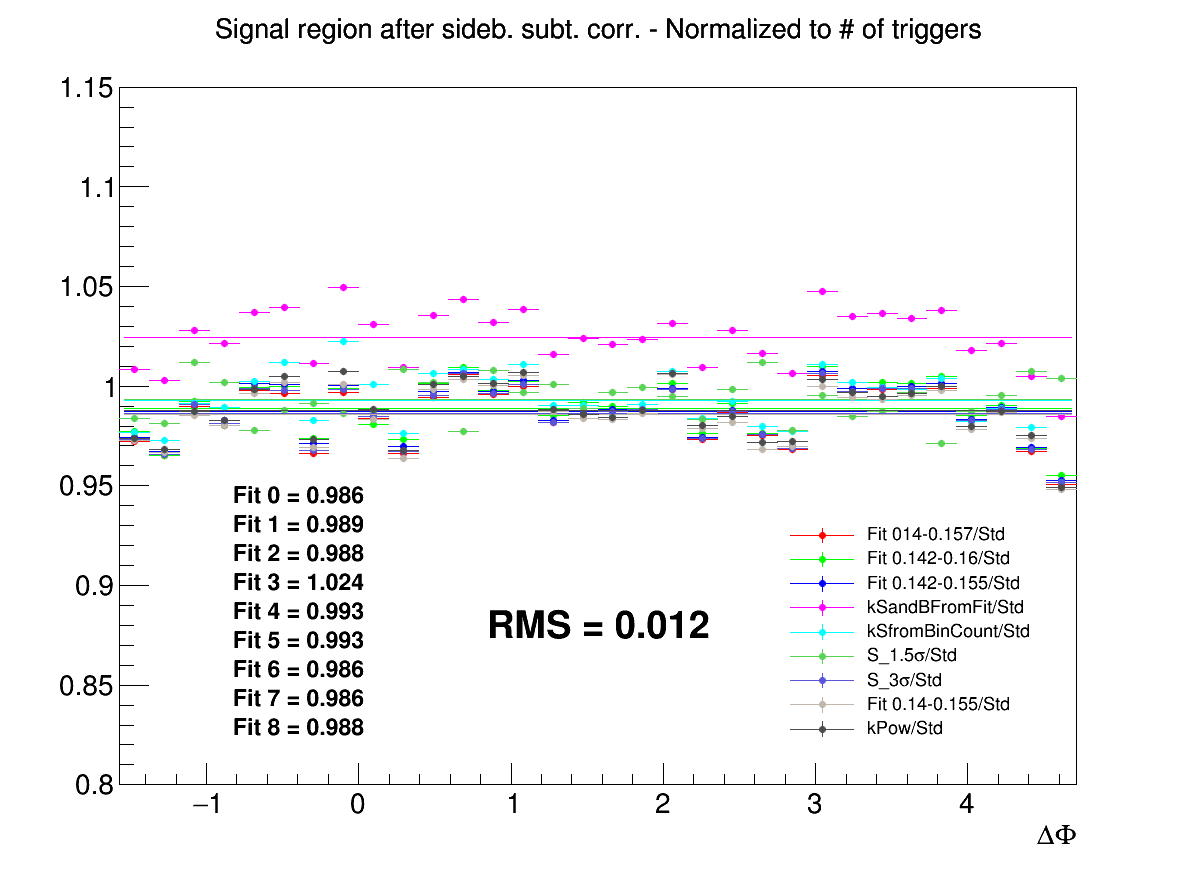 Signal region after sideb. subt. corr. - Normalized to # of triggers
1.15
1.1
1.05
1
0.95
0.9
0.85
0.8
Fit 0 = 0.986
Fit 1 = 0.989
Fit 2 = 0.988
Fit 3 = 1.024
Fit 4 = 0.993
Fit 5 = 0.993
Fit 6 = 0.986
Fit 7 = 0.986
Fit 8 = 0.988
RMS = 0.012
Fit 014-0.157/Std
Fit 0.142-0.16/Std
Fit 0.142-0.155/Std
kSandBFromFit/Std
kSfromBinCount/Std
S_1.5σ/Std
S_3σ/Std
Fit 0.14-0.155/Std
kPow/Std
−1 0 1 2 3 4
ΔΦ